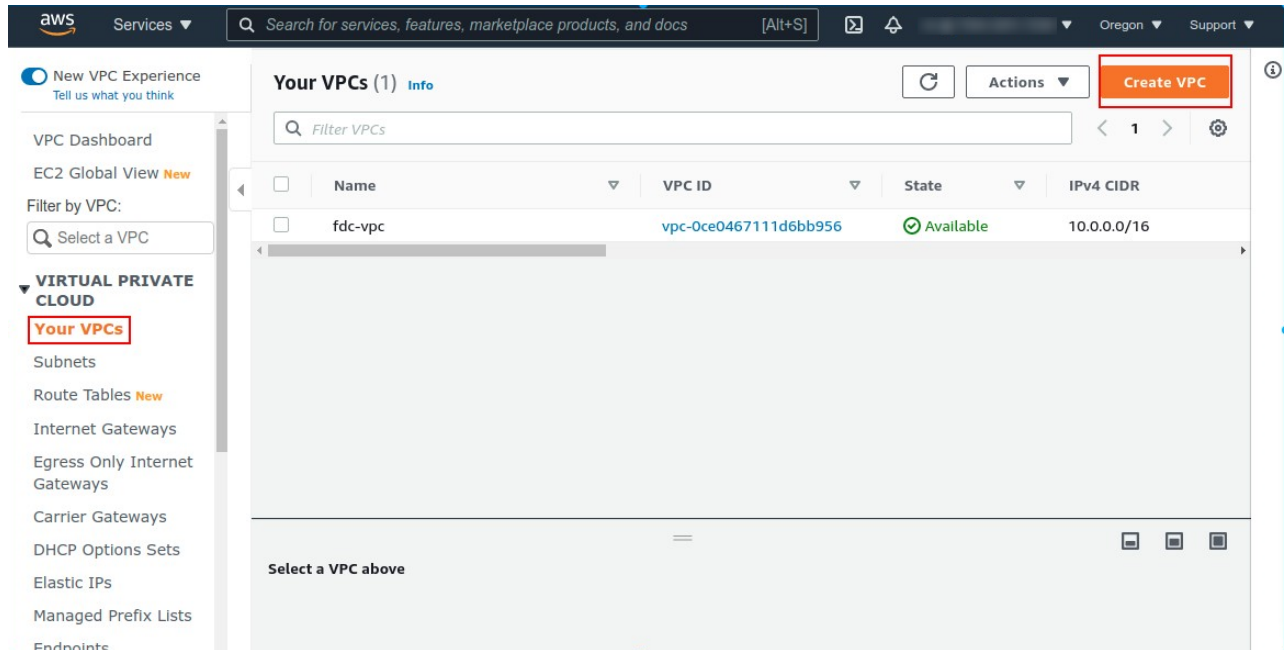 aws
Services ▼
Search for services, features, marketplace products, and docs
[Alt+S]
Oregon ▼
Support ▼
New VPC Experience
Tell us what you think
VPC Dashboard
EC2 Global View New
Filter by VPC:
Select a VPC
VIRTUAL PRIVATE
CLOUD
Your VPCs
Subnets
Route Tables New
Internet Gateways
Egress Only Internet
Gateways
Carrier Gateways
DHCP Options Sets
Elastic IPs
Managed Prefix Lists
Endpoints
Your VPCs (1) Info
Actions ▼
Create VPC
Filter VPCs
1
Name
VPC ID
State
IPv4 CIDR
fdc-vpc
vpc-0ce0467111d6bb956
Available
10.0.0.0/16
Select a VPC above